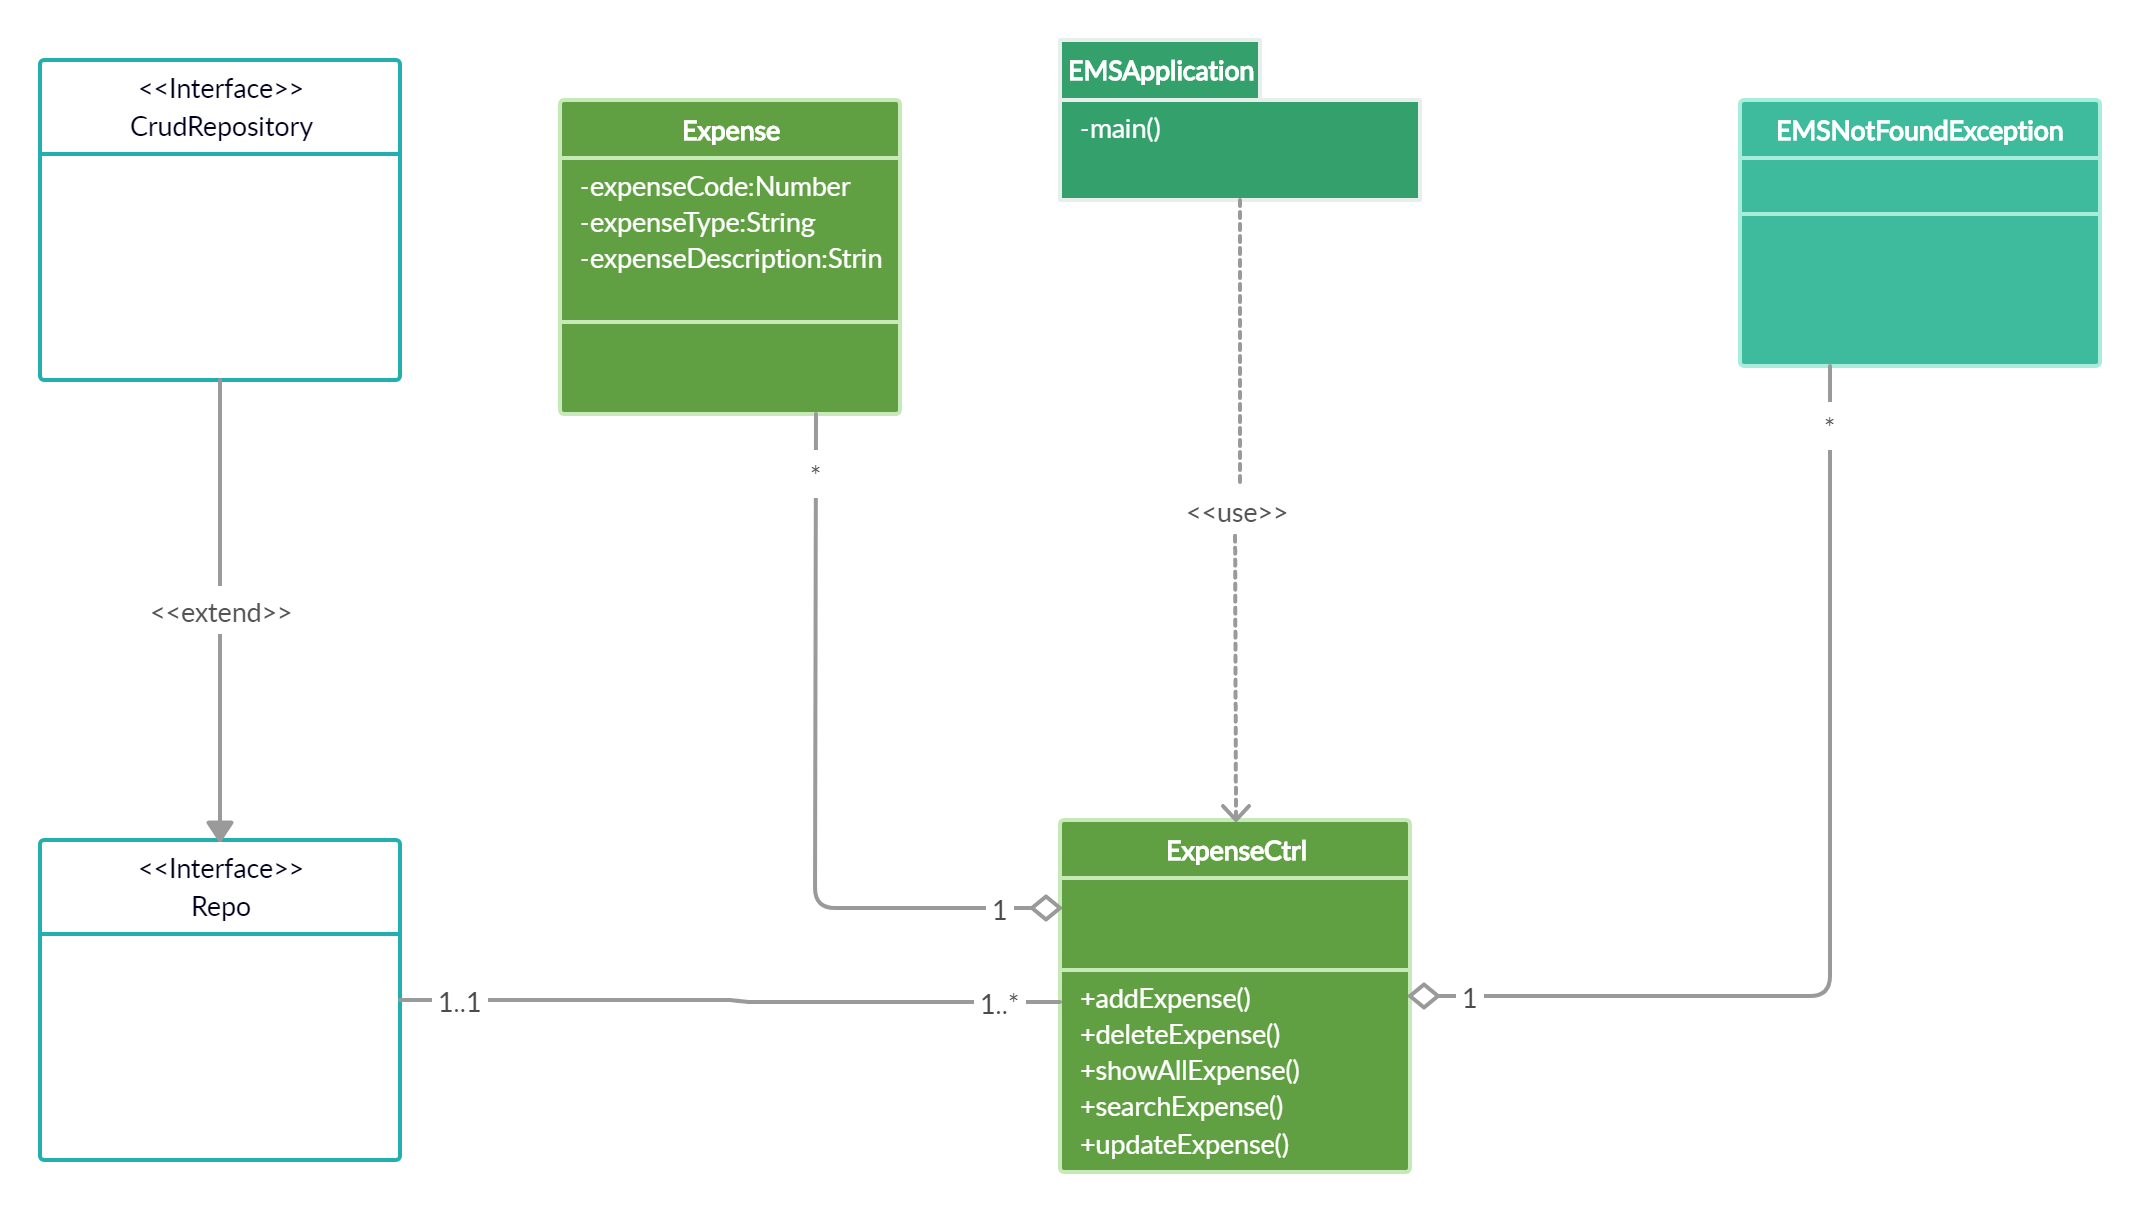 <<Interface>>
CrudRepository
Expense
-expenseCode:Number
-expenseType:String
-expenseDescription:Strin
EMSApplication
-main()
EMSNotFoundException
*
*
<<use>>
<<extend>>
<<Interface>>
Repo
1..1
1
1..*
ExpenseCtrl
+addExpense()
+deleteExpense()
+showAllExpense()
+searchExpense()
+updateExpense()
1